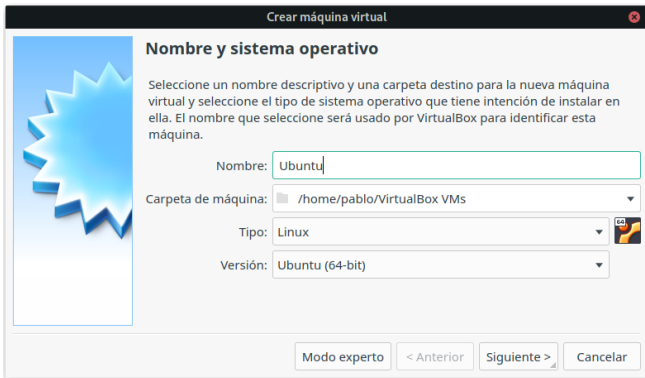 Crear máquina virtual
Nombre y sistema operativo
Seleccione un nombre descriptivo y una carpeta destino para la nueva máquina
virtual y seleccione el tipo de sistema operativo que tiene intención de instalar en
ella. El nombre que seleccione será usado por VirtualBox para identificar esta
máquina.
Nombre: Ubuntu
Carpeta de máquina: /home/pablo/VirtualBox VMs
Tipo: Linux
64
Versión: Ubuntu (64-bit)
Modo experto < Anterior Siguiente > Cancelar